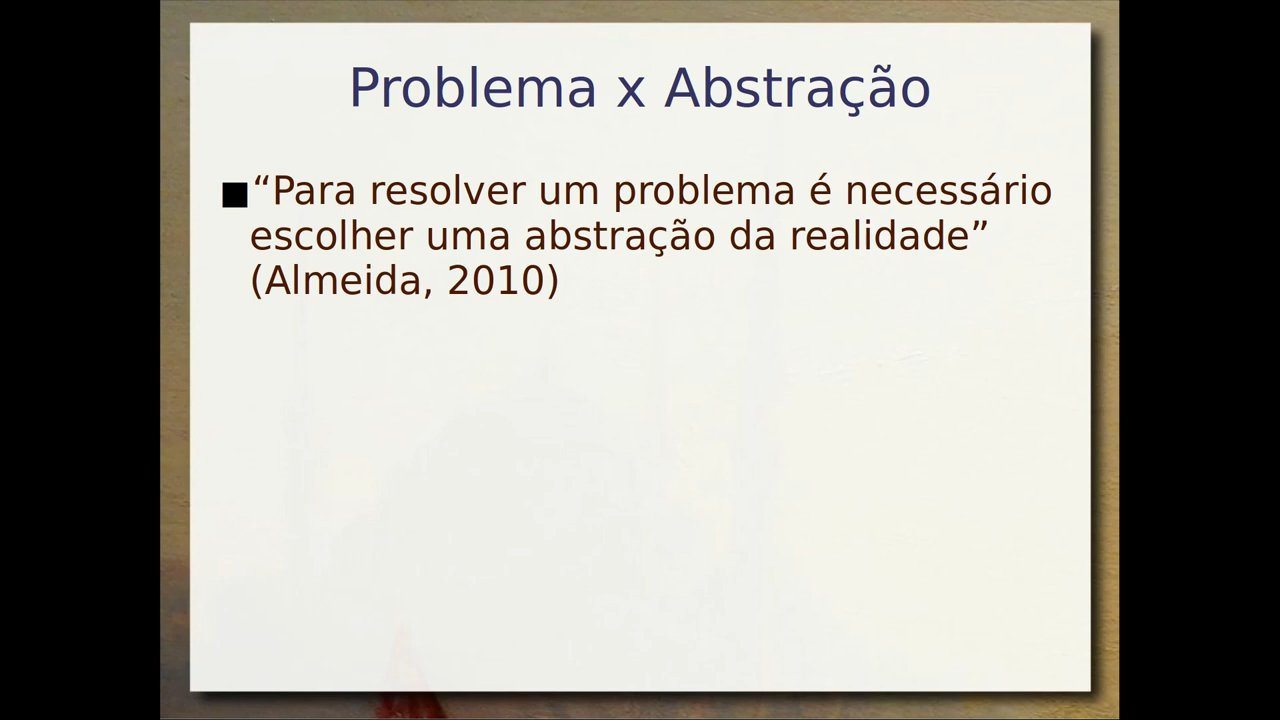 Problema x Abstração
■“Para resolver um problema é necessário
escolher uma abstração da realidade”
(Almeida, 2010)